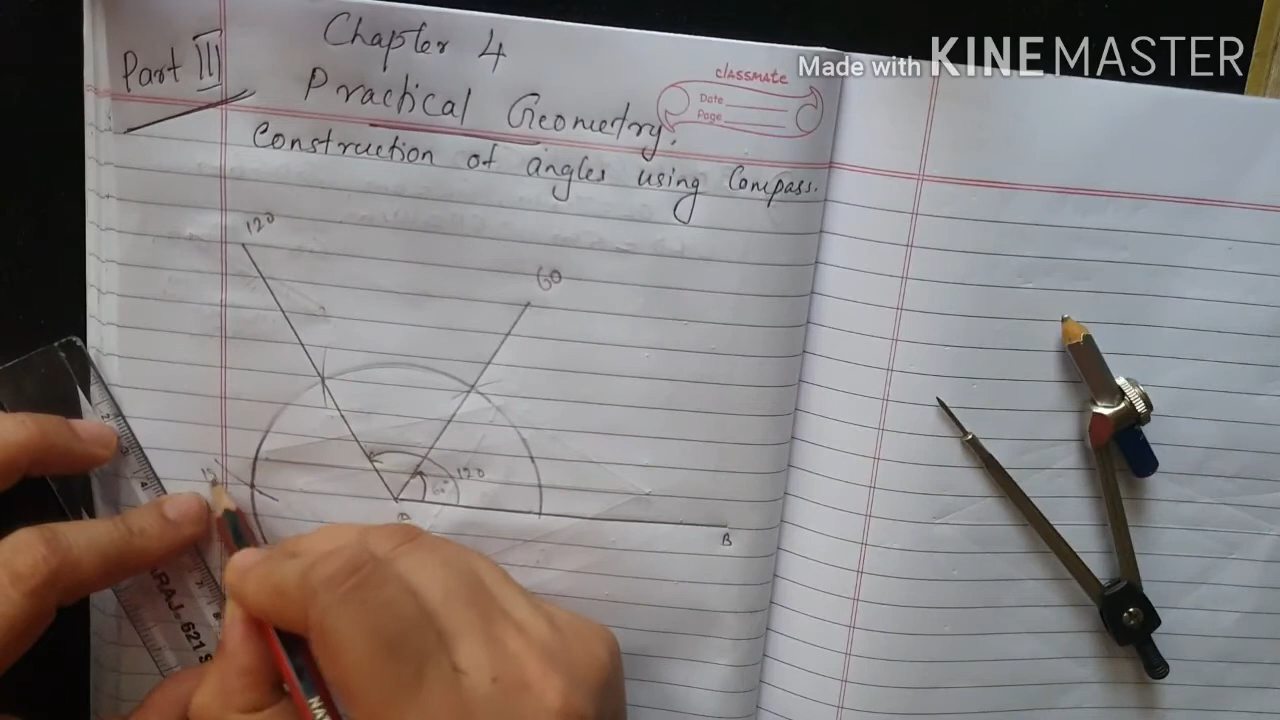 Chapter 4
Part III
Practical Geometry.
Construction of angles using Compass.
Made with KINEMASTER
classmate
Date
Page
120
60
120
60°
A
B